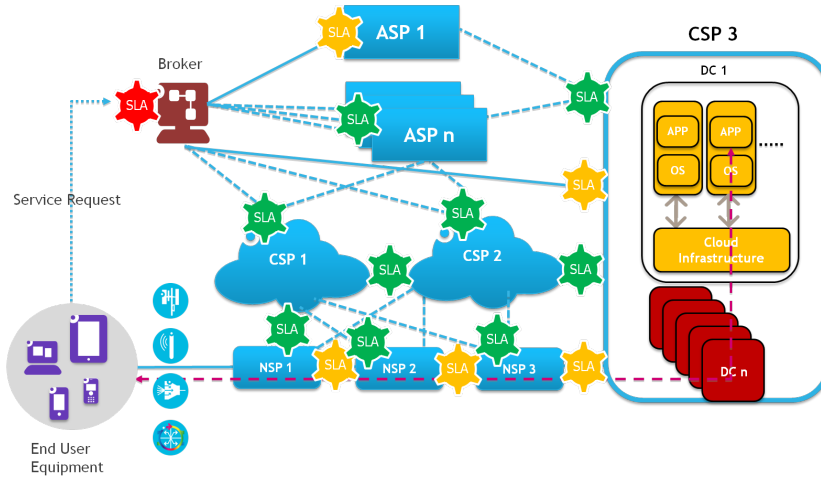 SLA
ASP 1
CSP 3
Broker
DC 1
SLA
SLA
SLA
ASP n
APP
APP
.....
OS
OS
SLA
Service Request
SLA
SLA
CSP 1
CSP 2
Cloud
Infrastructure
SLA
SLA
SLA
SLA
SLA
NSP 1
SLA
NSP 2
SLA
NSP 3
SLA
DC n
End User
Equipment